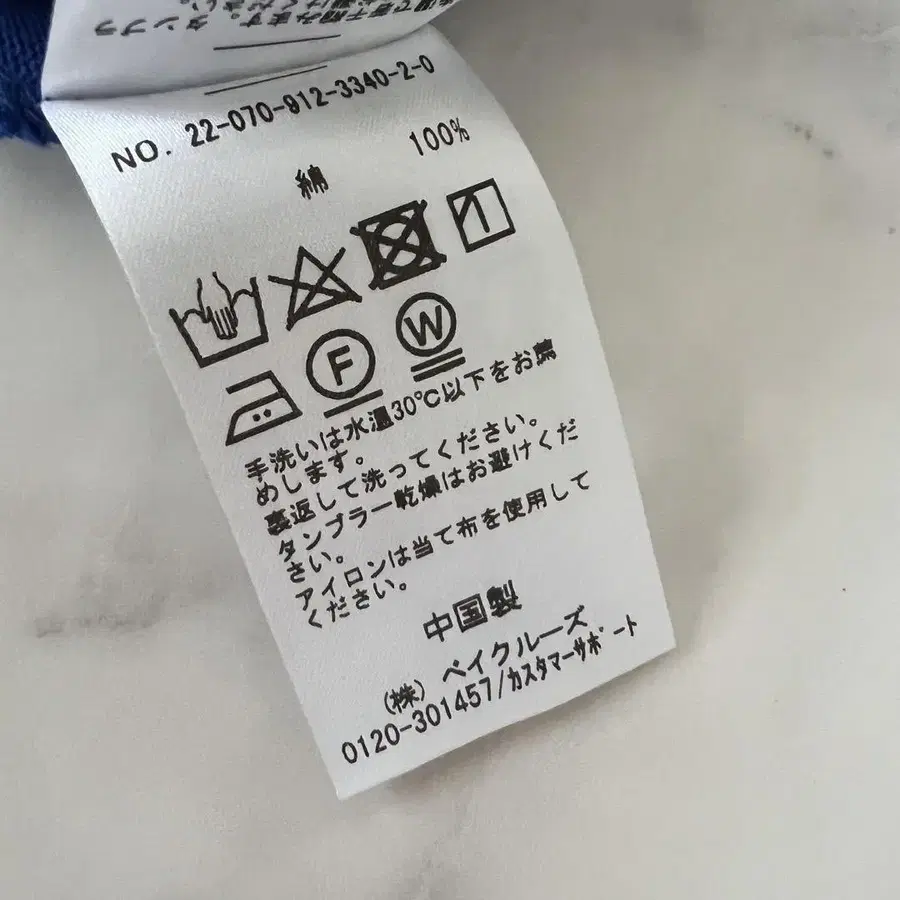 NO. 22-070-912-3340-2-0
綿 100%
F W
手洗いは水温30℃以下をお薦
めします。
裏返して洗ってください。
タンブラー乾燥はお避けくだ
さい。
アイロンは当て布を使用して
ください。
中国製
(株) ベイクルーズ
0120-301457/カスタマーサポート